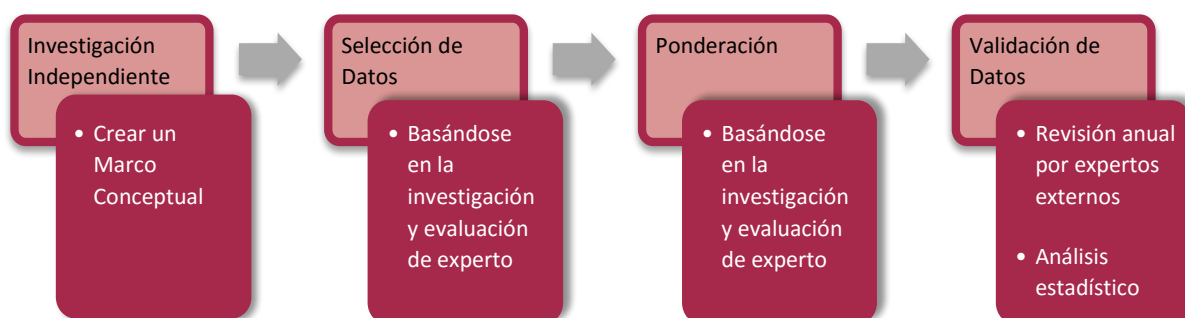 Investigación
Independiente
• Crear un
Marco
Conceptual
Selección de
Datos
• Basándose
en la
investigación
y evaluación
de experto
Ponderación
• Basándose
en la
investigación
y evaluación
de experto
Validación de
Datos
• Revisión anual
por expertos
externos
• Análisis
estadístico